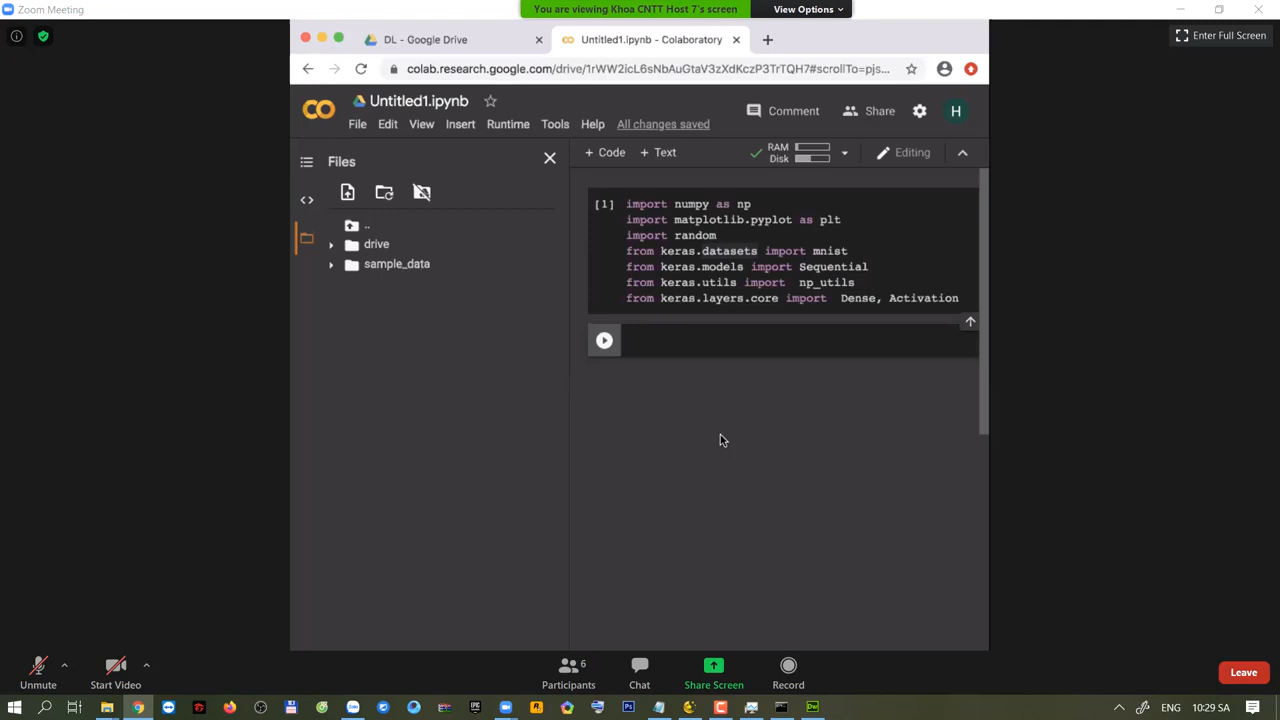 Zoom Meeting
You are viewing Khoa CNTT Host 7's screen
View Options
Enter Full Screen
DL - Google Drive
Untitled1.ipynb - Colaboratory
colab.research.google.com/drive/1rWW2icL6sNbAuGtaV3zXdKczP3TrTQH7#scrollTo=pjs...
Untitled1.ipynb
Comment
Share
H
File Edit View Insert Runtime Tools Help All changes saved
Files
+ Code + Text
RAM
Disk
Editing
..
drive
sample_data
[1] import numpy as np
import matplotlib.pyplot as plt
import random
from keras.datasets import mnist
from keras.models import Sequential
from keras.utils import np_utils
from keras.layers.core import Dense, Activation
Unmute
Start Video
6
Participants
Chat
Share Screen
Record
Leave
ENG 10:29 SA